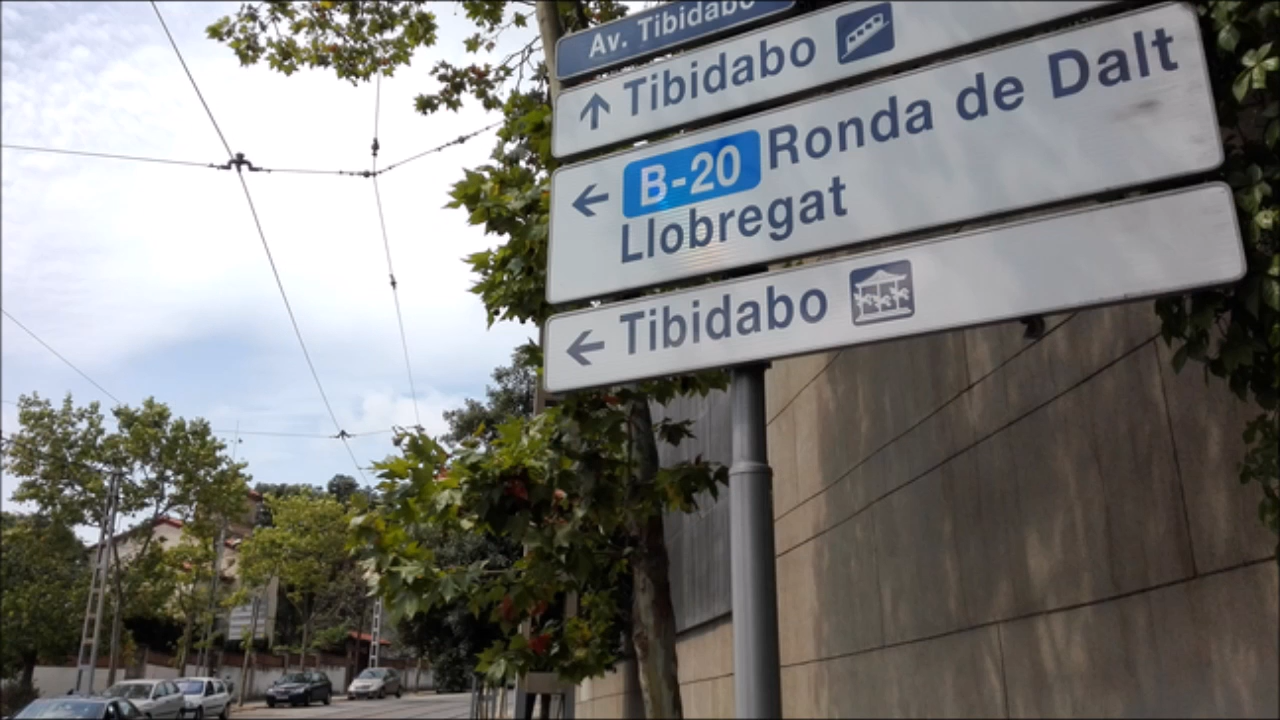 Av. Tibidabo
Tibidabo
B-20 Ronda de Dalt
Llobregat
Tibidabo